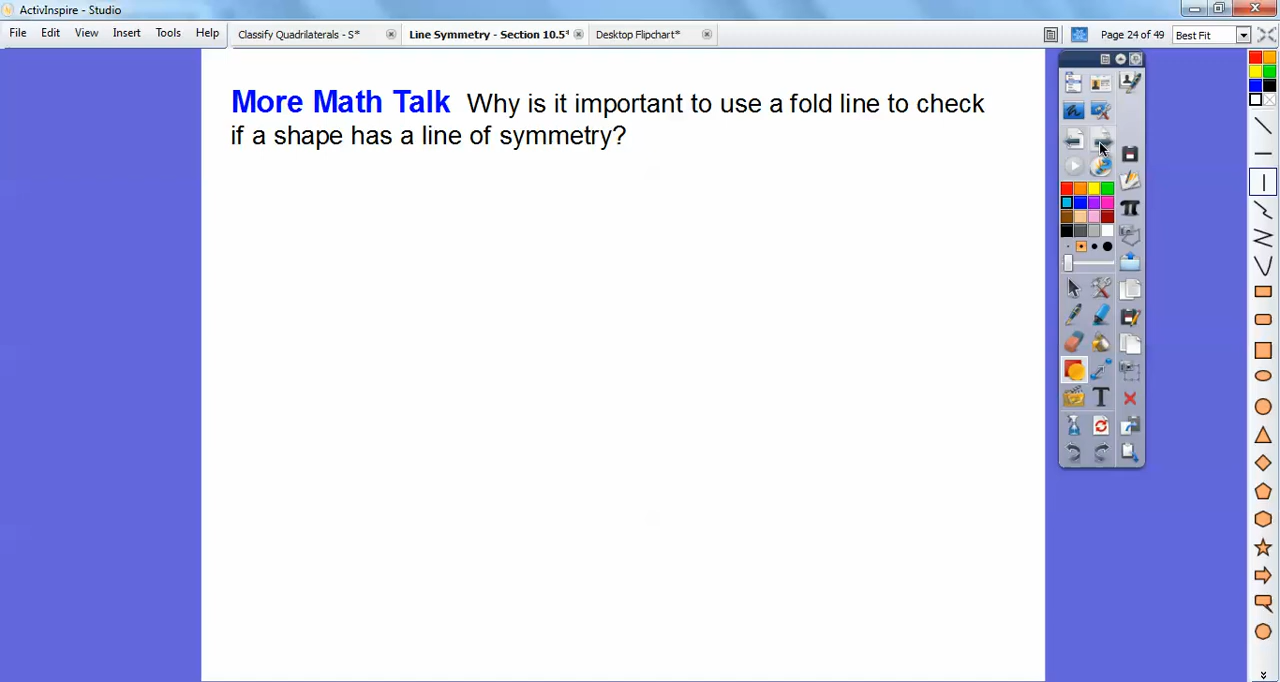 ActivInspire - Studio
File Edit View Insert Tools Help
Classify Quadrilaterals - S*
Line Symmetry - Section 10.5*
Desktop Flipchart*
Page 24 of 49
Best Fit
More Math Talk Why is it important to use a fold line to check
if a shape has a line of symmetry?